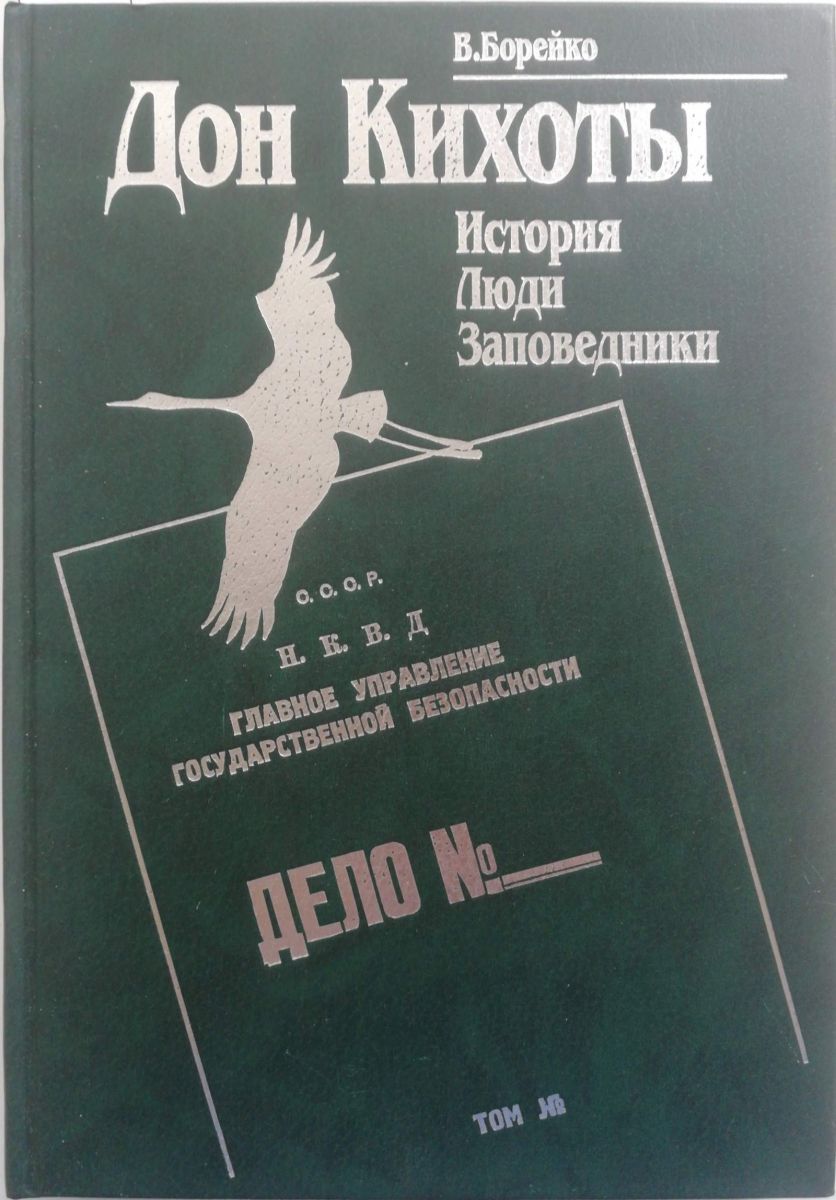 В.Борейко
Дон Кихоты
История
Люди
Заповедники
С. С. С. Р.
Н. К. В. Д
ГЛАВНОЕ УПРАВЛЕНИЕ
ГОСУДАРСТВЕННОЙ БЕЗОПАСНОСТИ
ДЕЛО №
ТОМ №